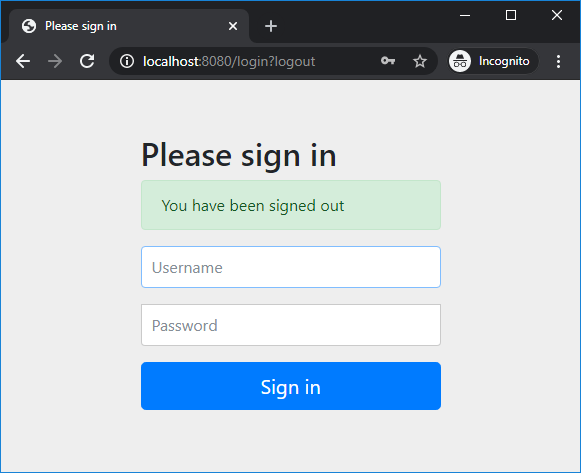 Please sign in
localhost:8080/login?logout
Incognito
Please sign in
You have been signed out
Username
Password
Sign in